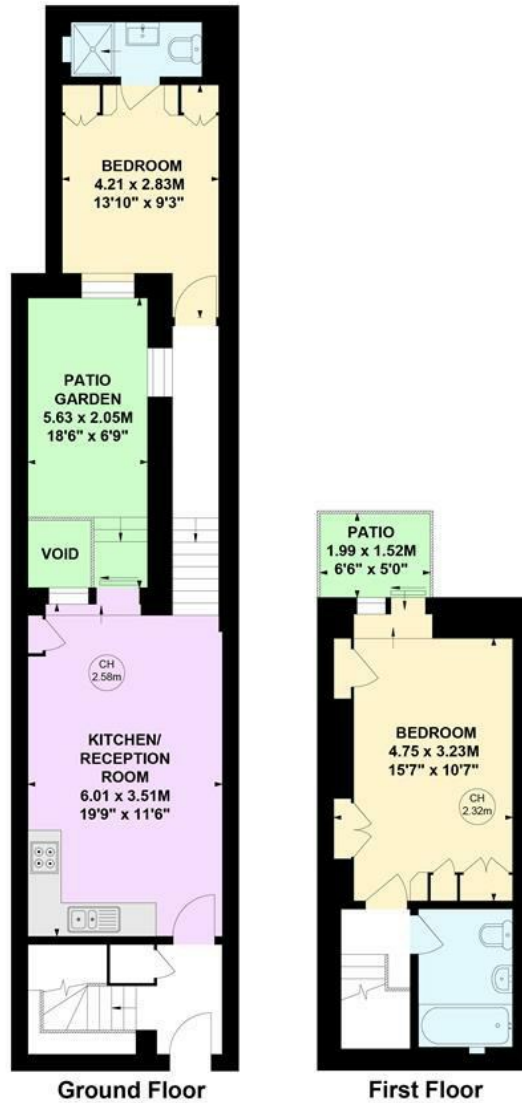 BEDROOM
4.21 x 2.83M
13'10" x 9'3"
PATIO
GARDEN
5.63 x 2.05M
18'6" x 6'9"
VOID
CH
2.58m
KITCHEN/
RECEPTION
ROOM
6.01 x 3.51M
19'9" x 11'6"
Ground Floor
PATIO
1.99 x 1.52M
6'6" x 5'0"
BEDROOM
4.75 x 3.23M
15'7" x 10'7"
CH
2.32m
First Floor